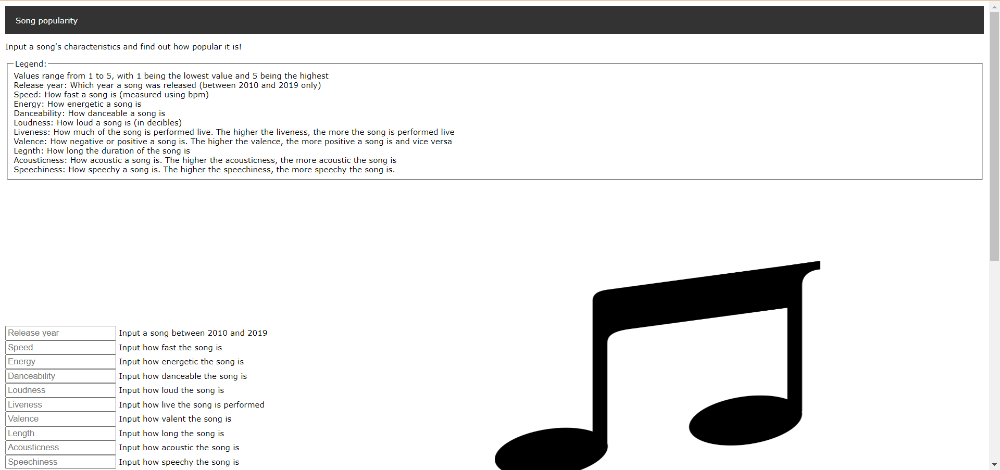 Song popularity
Input a song's characteristics and find out how popular it is!
Legend:
Values range from 1 to 5, with 1 being the lowest value and 5 being the highest
Release year: Which year a song was released (between 2010 and 2019 only)
Speed: How fast a song is (measured using bpm)
Energy: How energetic a song is
Danceability: How danceable a song is
Loudness: How loud a song is (in decibles)
Liveness: How much of the song is performed live. The higher the liveness, the more the song is performed live
Valence: How negative or positive a song is. The higher the valence, the more positive a song is and vice versa
Legnth: How long the duration of the song is
Acousticness: How acoustic a song is. The higher the acousticness, the more acoustic the song is
Speechiness: How speechy a song is. The higher the speechiness, the more speechy the song is.
Release year Input a song between 2010 and 2019
Speed Input how fast the song is
Energy Input how energetic the song is
Danceability Input how danceable the song is
Loudness Input how loud the song is
Liveness Input how live the song is performed
Valence Input how valent the song is
Length Input how long the song is
Acousticness Input how acoustic the song is
Speechiness Input how speechy the song is